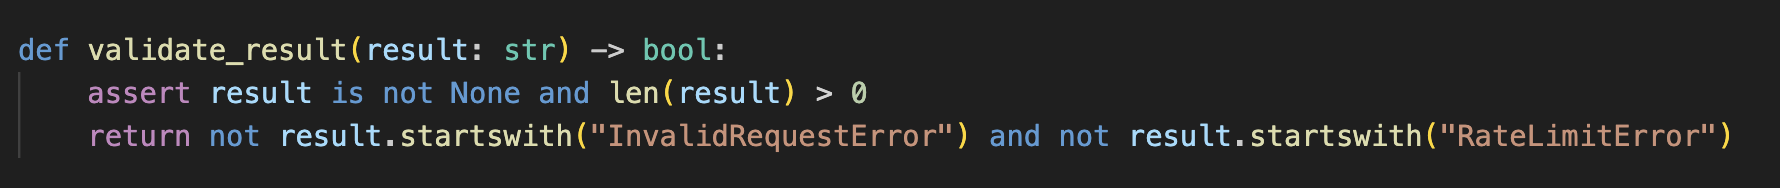 def validate_result(result: str) -> bool:
    assert result is not None and len(result) > 0
    return not result.startswith("InvalidRequestError") and not result.startswith("RateLimitError")